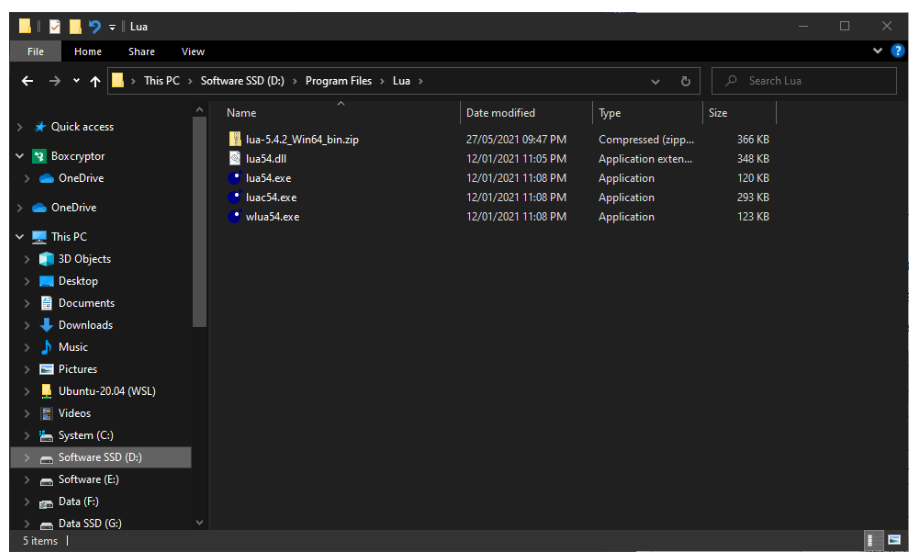 Lua
File Home Share View
This PC Software SSD (D:) Program Files Lua Search Lua
Name Date modified Type Size
lua-5.4.2_Win64_bin.zip 27/05/2021 09:47 PM Compressed (zipp... 366 KB
lua54.dll 12/01/2021 11:05 PM Application exten... 348 KB
lua54.exe 12/01/2021 11:08 PM Application 120 KB
luac54.exe 12/01/2021 11:08 PM Application 293 KB
wlua54.exe 12/01/2021 11:08 PM Application 123 KB
Quick access
Boxcryptor
OneDrive
OneDrive
This PC
3D Objects
Desktop
Documents
Downloads
Music
Pictures
Ubuntu-20.04 (WSL)
Videos
System (C:)
Software SSD (D:)
Software (E:)
Data (F:)
Data SSD (G:)
5 items